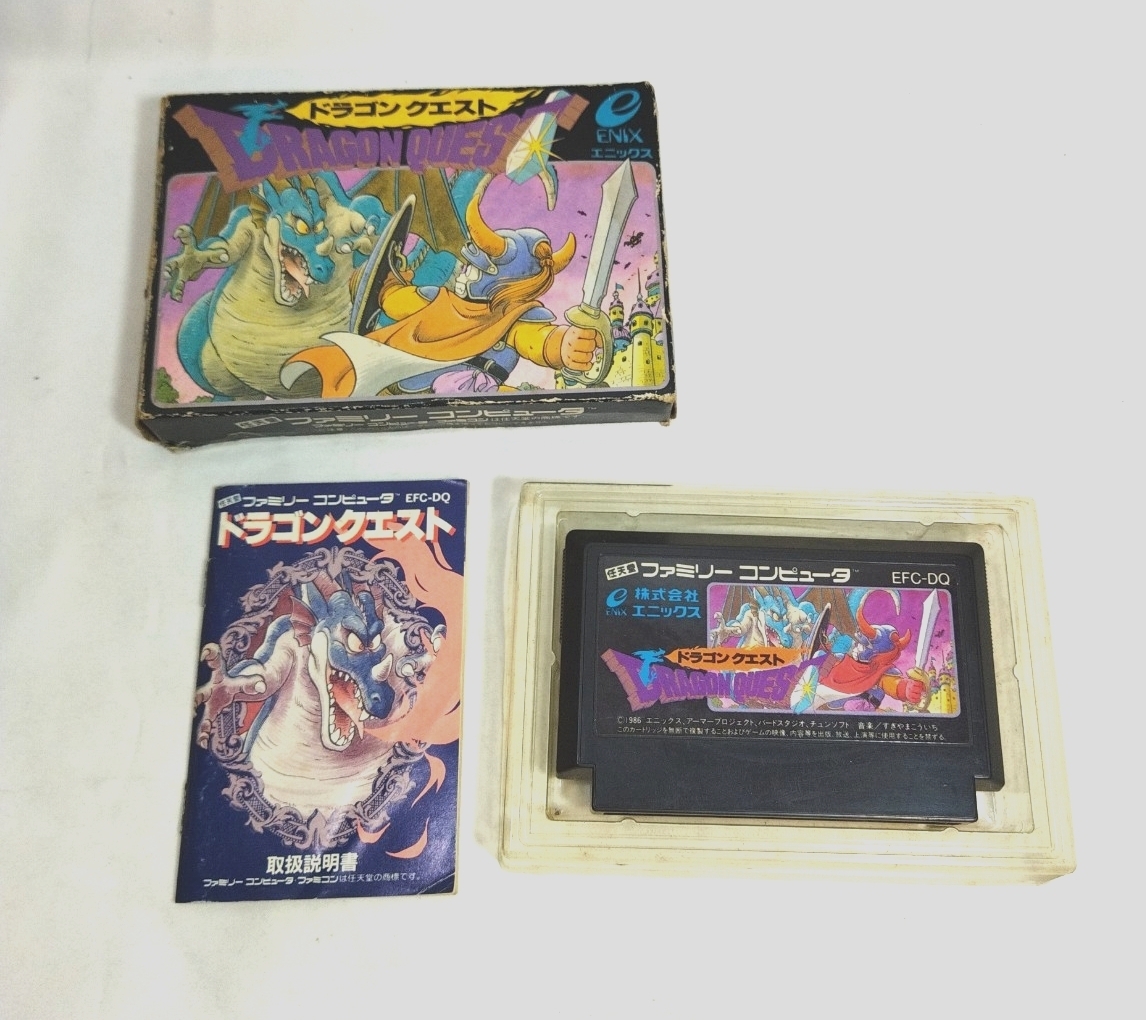 ドラゴン クエスト
DRAGON QUEST
ENIX
エニックス
任天堂 ファミリー コンピュータ™
任天堂 ファミリー コンピュータ™ EFC-DQ
ドラゴンクエスト
取扱説明書
ファミリー コンピュータ・ファミコンは任天堂の商標です。
任天堂 ファミリー コンピュータ™ EFC-DQ
ENIX 株式会社 エニックス
ドラゴン クエスト
DRAGON QUEST
©1986 エニックス、アーマープロジェクト、バードスタジオ、チュンソフト 音楽/すぎやまこういち
このカートリッジを無断で複製することおよびゲームの映像、内容等を出版、放送、上演等に使用することを禁ずる。